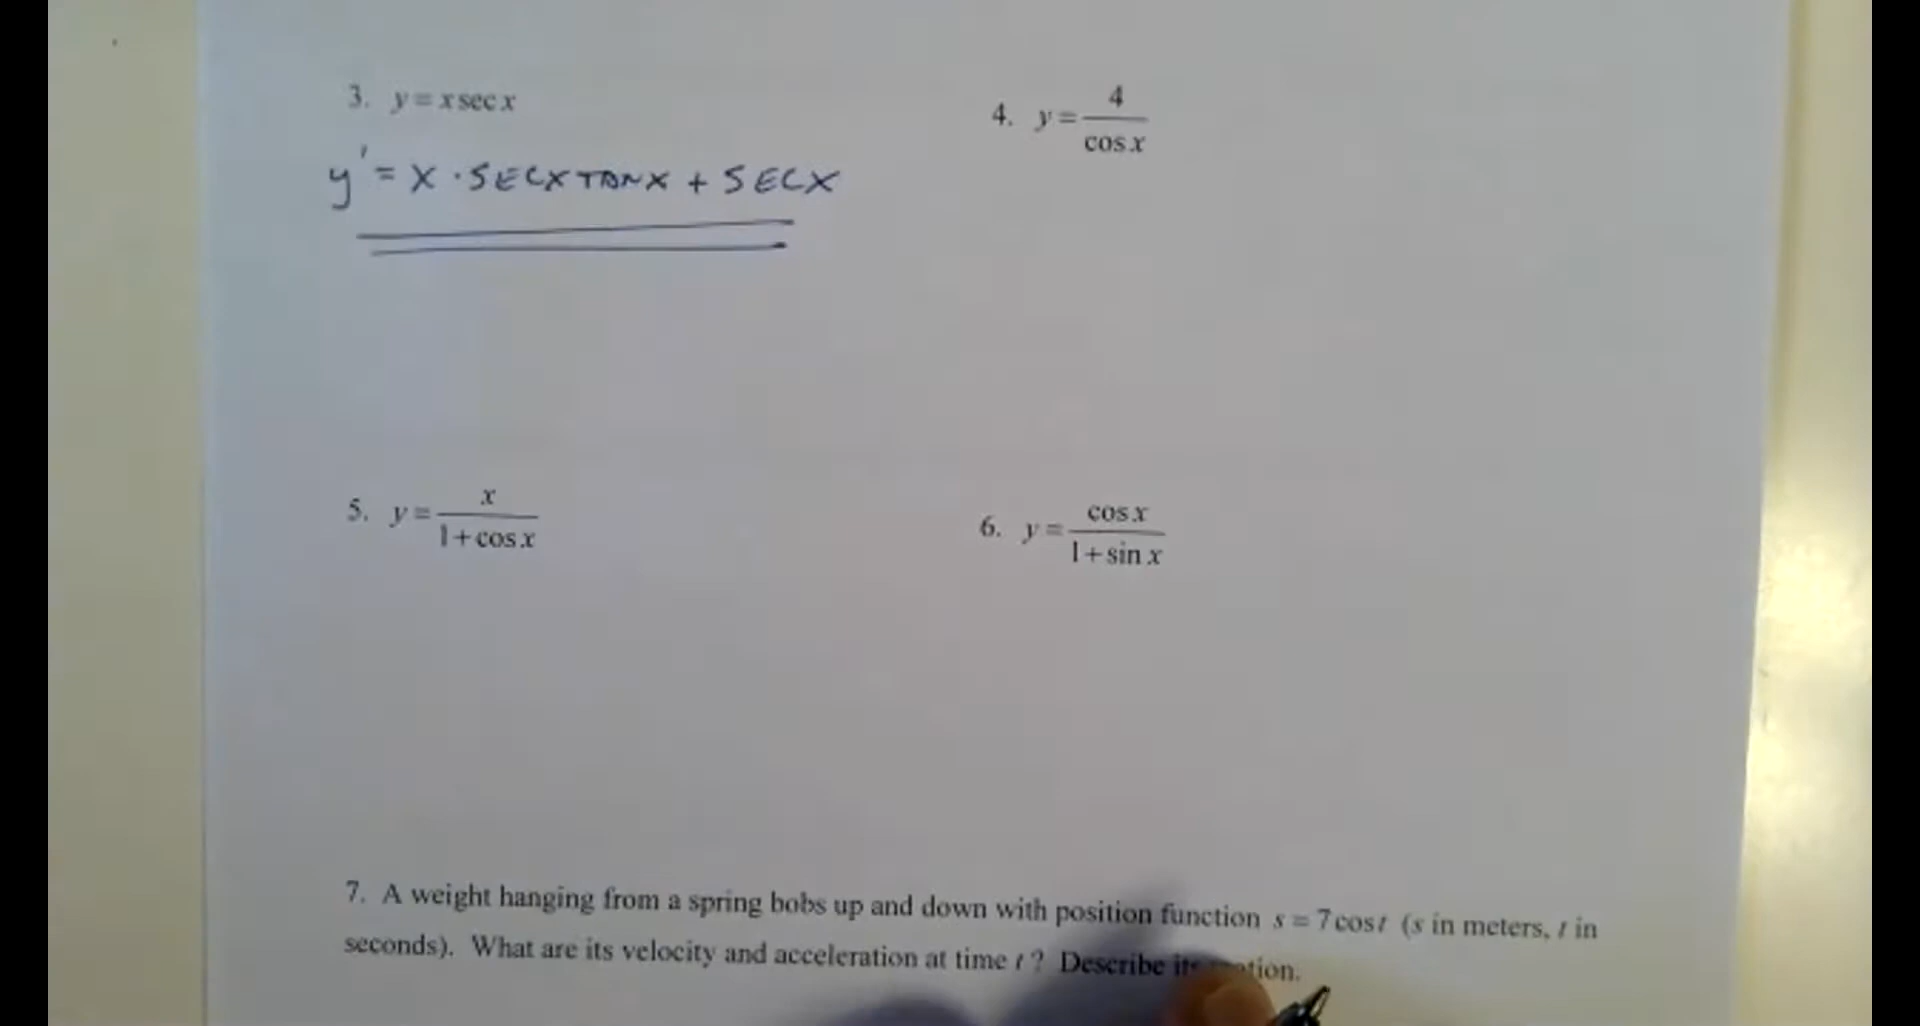 3. y = x sec x
y' = x · SECXTANX + SECX
4. y = 4/cos x
5. y = x/(1+cos x)
6. y = cos x/(1+sin x)
7. A weight hanging from a spring bobs up and down with position function s = 7 cos t (s in meters, t in
seconds). What are its velocity and acceleration at time t? Describe its